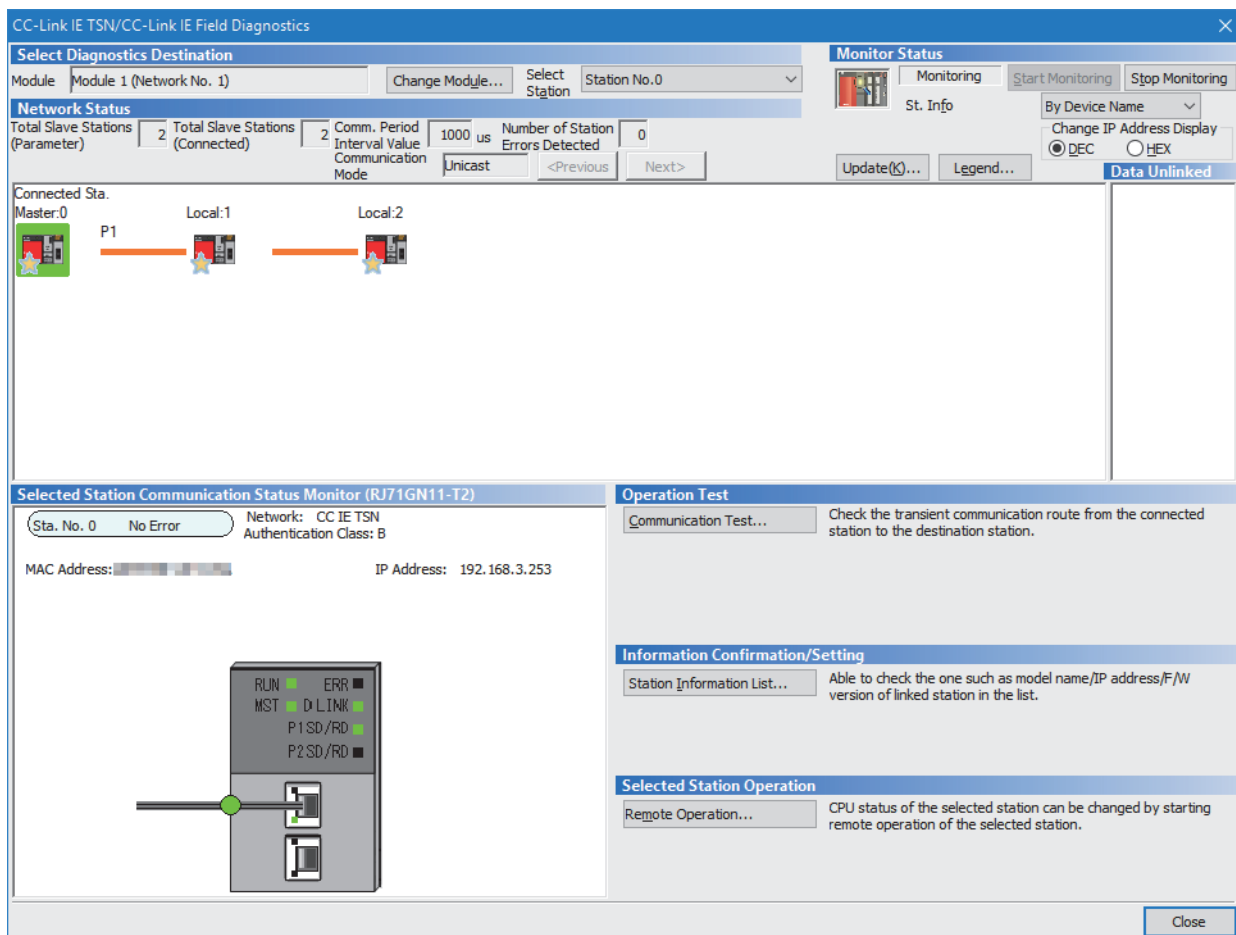 CC-Link IE TSN/CC-Link IE Field Diagnostics
Select Diagnostics Destination
Module Module 1 (Network No. 1) Change Module... Select Station Station No.0
Monitor Status
Monitoring Start Monitoring Stop Monitoring
St. Info By Device Name
Change IP Address Display
DEC HEX
Update(K)... Legend...
Network Status
Total Slave Stations (Parameter) 2 Total Slave Stations (Connected) 2 Comm. Period Interval Value 1000 us Number of Station Errors Detected 0
Communication Mode Unicast <Previous Next>
Data Unlinked
Connected Sta.
Master:0 Local:1 Local:2
P1
Selected Station Communication Status Monitor (RJ71GN11-T2)
Sta. No. 0 No Error
Network: CC IE TSN
Authentication Class: B
MAC Address: IP Address: 192.168.3.253
RUN ERR
MST D LINK
P1SD/RD
P2SD/RD
Operation Test
Communication Test...
Check the transient communication route from the connected
station to the destination station.
Information Confirmation/Setting
Station Information List...
Able to check the one such as model name/IP address/F/W
version of linked station in the list.
Selected Station Operation
Remote Operation...
CPU status of the selected station can be changed by starting
remote operation of the selected station.
Close